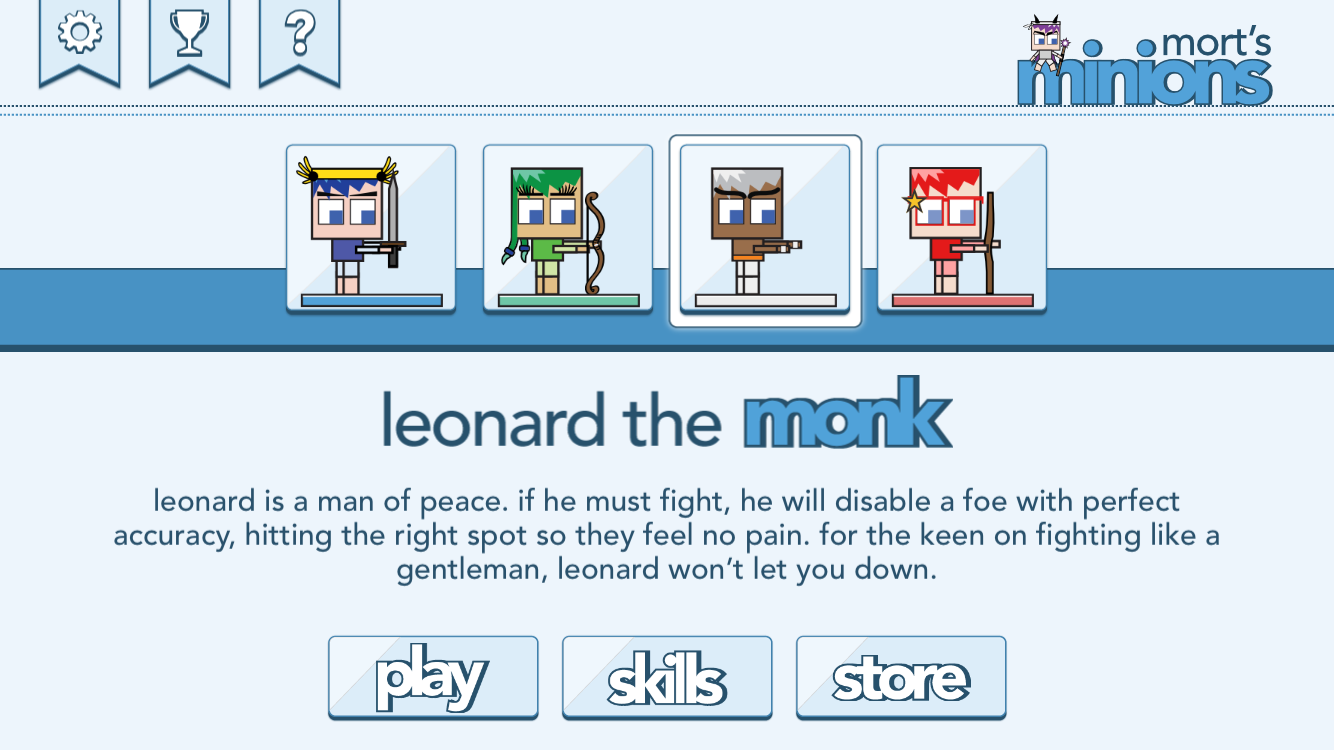 ?
mort's
minions
leonard the monk
leonard is a man of peace. if he must fight, he will disable a foe with perfect
accuracy, hitting the right spot so they feel no pain. for the keen on fighting like a
gentleman, leonard won't let you down.
play skills store